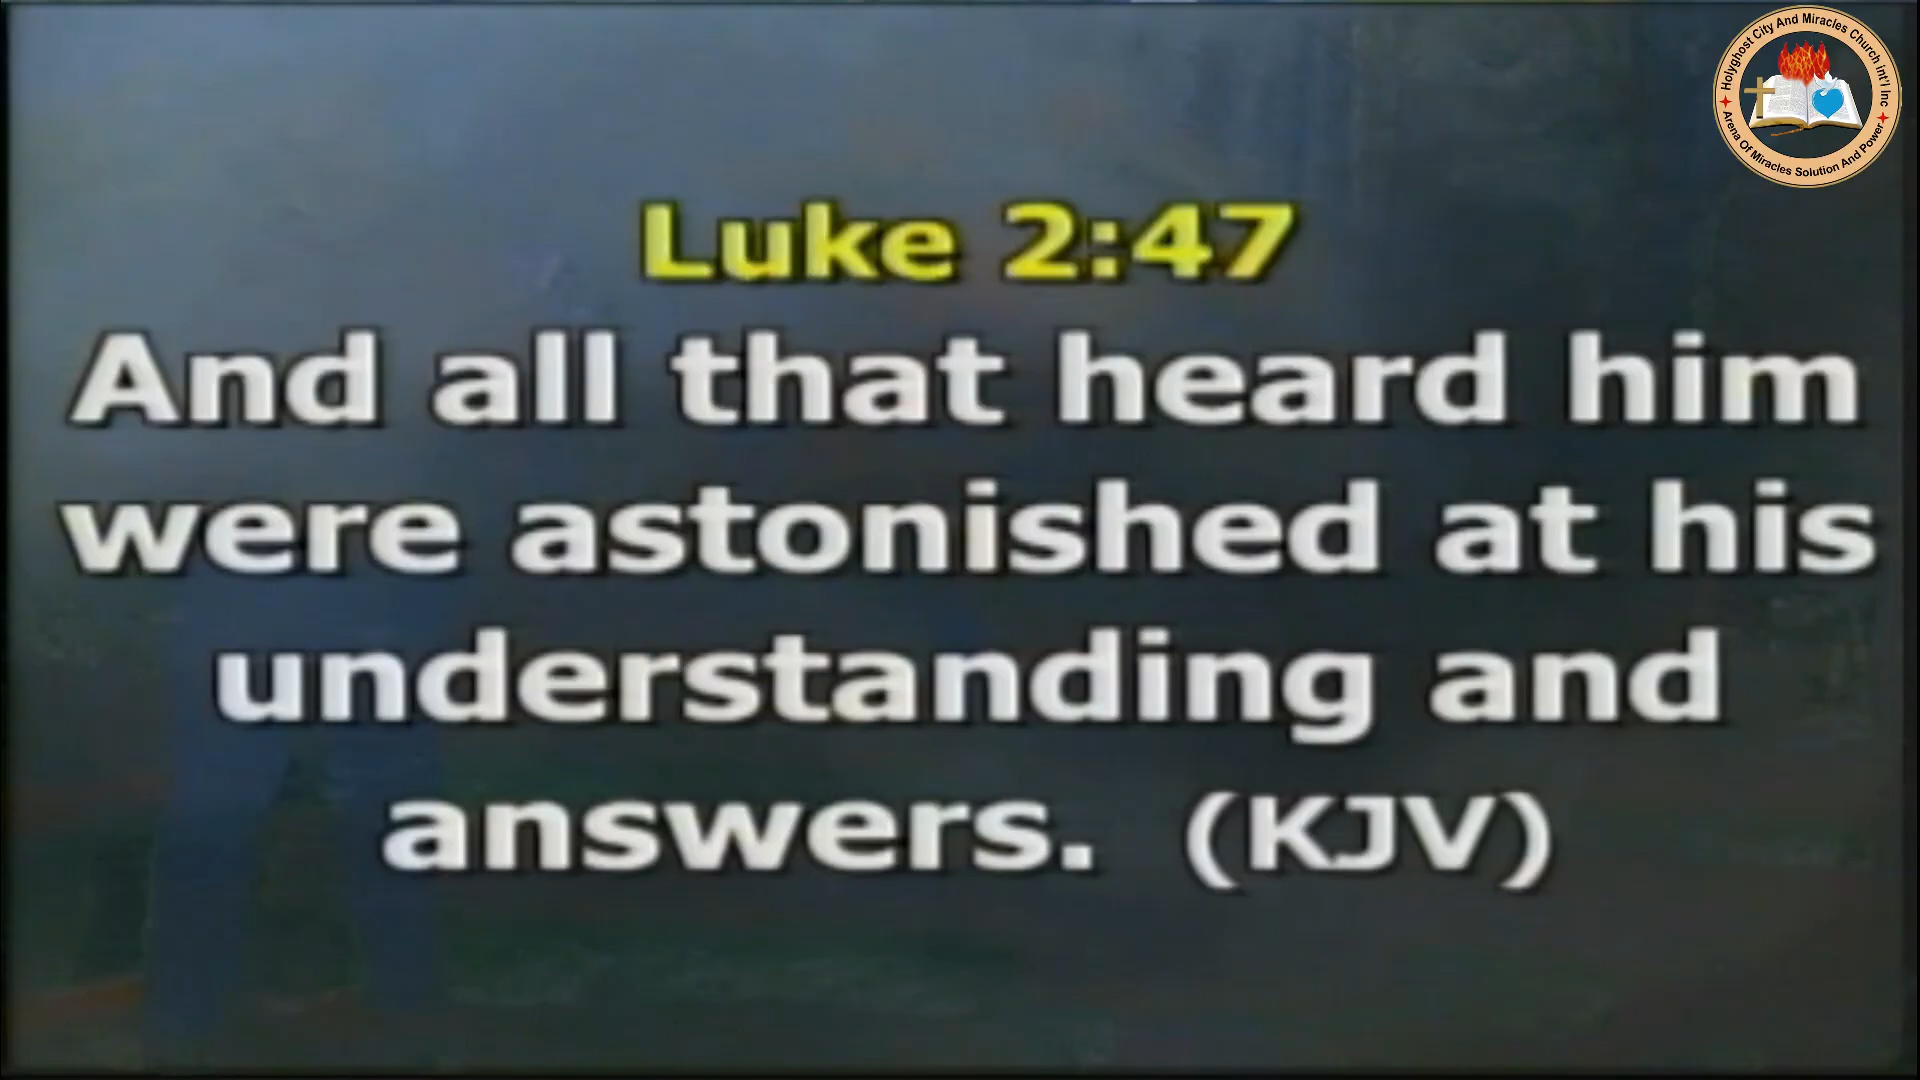 Holyghost City And Miracles Church int'l Inc
Arena Of Miracles Solution And Power
Luke 2:47
And all that heard him
were astonished at his
understanding and
answers. (KJV)